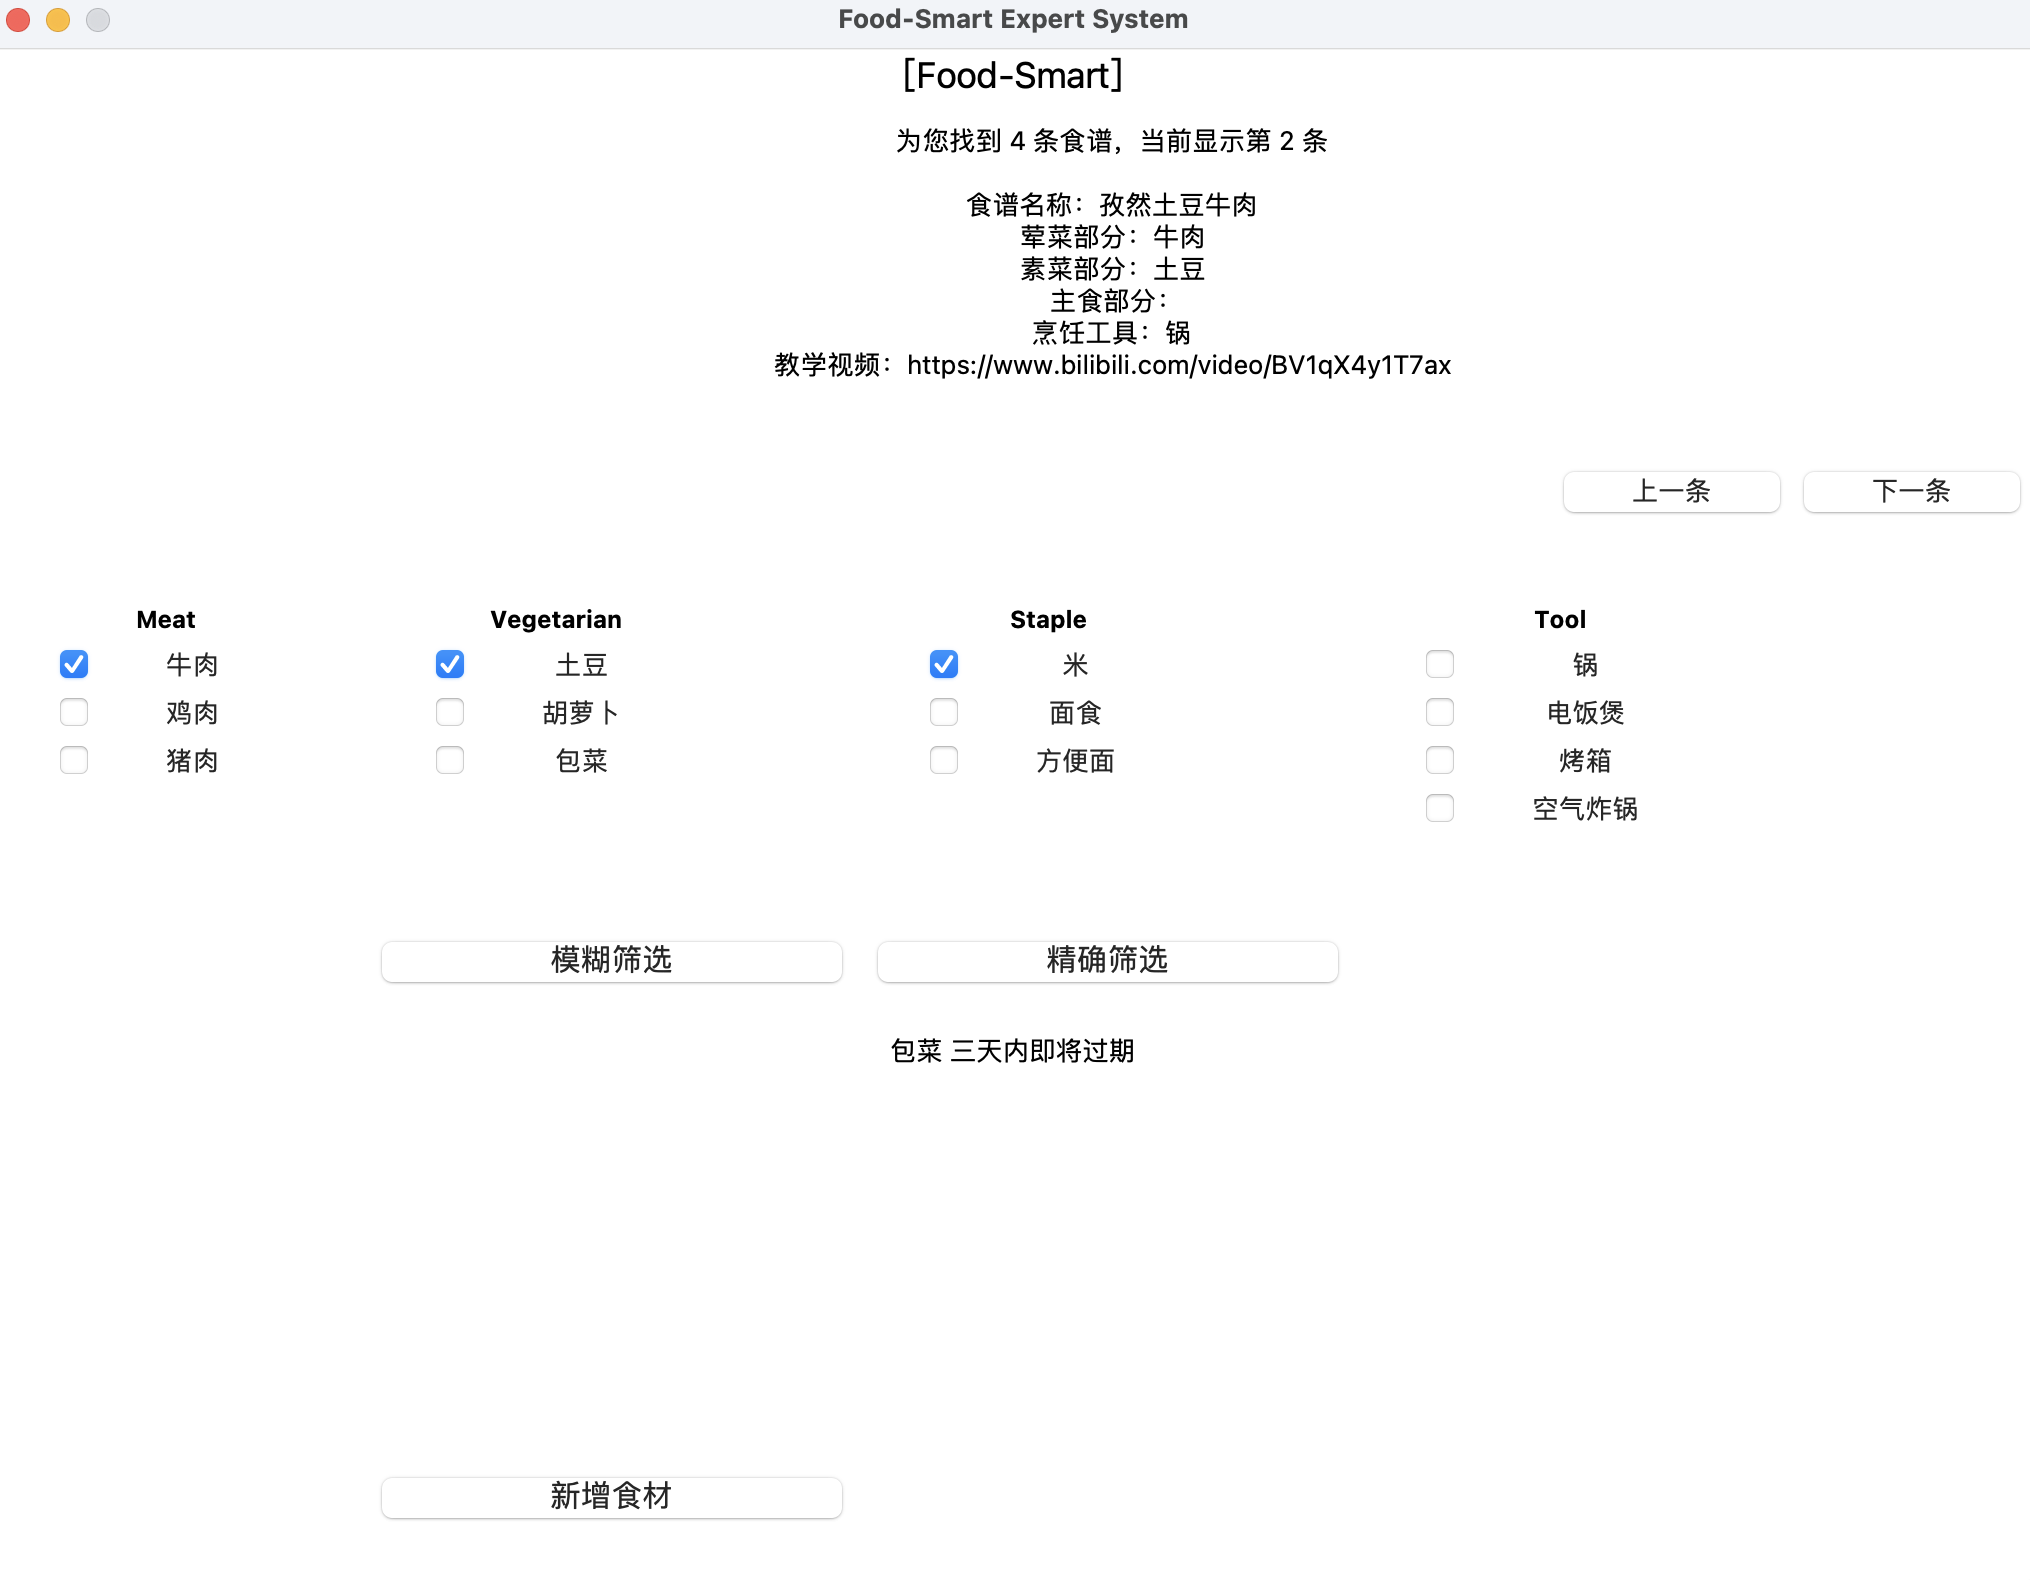 Food-Smart Expert System
[Food-Smart]
为您找到 4 条食谱，当前显示第 2 条
食谱名称：孜然土豆牛肉
荤菜部分：牛肉
素菜部分：土豆
主食部分：
烹饪工具：锅
教学视频：https://www.bilibili.com/video/BV1qX4y1T7ax
上一条 下一条
Meat Vegetarian Staple Tool
牛肉 土豆 米 锅
鸡肉 胡萝卜 面食 电饭煲
猪肉 包菜 方便面 烤箱
空气炸锅
模糊筛选 精确筛选
包菜 三天内即将过期
新增食材